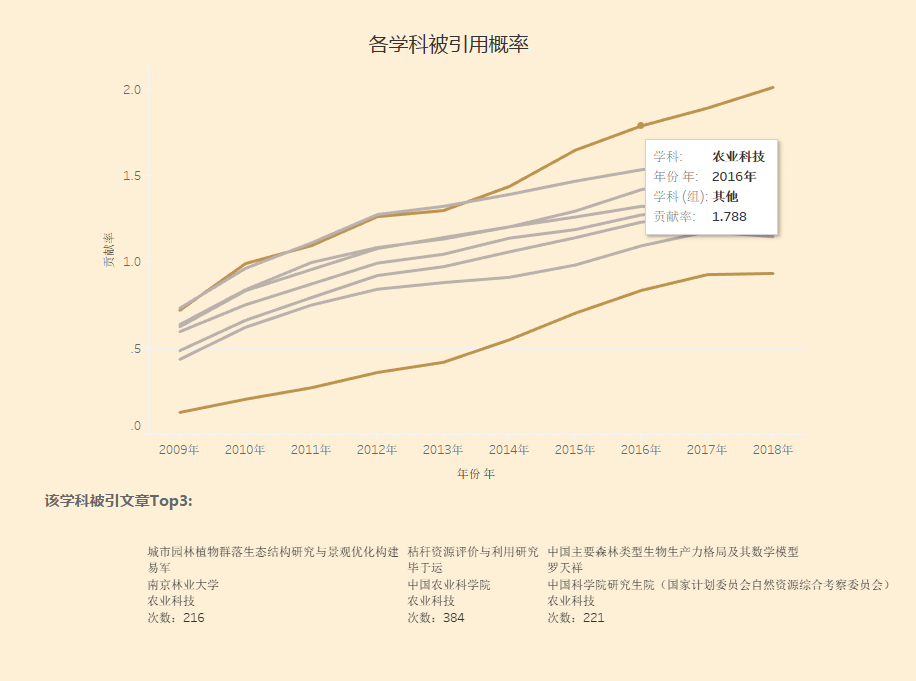 各学科被引用概率
2.0
1.5
1.0
.5
.0
贡献率
学科: 农业科技
年份 年: 2016年
学科 (组): 其他
贡献率: 1.788
2009年 2010年 2011年 2012年 2013年 2014年 2015年 2016年 2017年 2018年
年份 年
该学科被引文章Top3:
城市园林植物群落生态结构研究与景观优化构建 秸秆资源评价与利用研究 中国主要森林类型生物生产力格局及其数学模型
易军 毕于运 罗天祥
南京林业大学 中国农业科学院 中国科学院研究生院（国家计划委员会自然资源综合考察委员会）
农业科技 农业科技 农业科技
次数：216 次数：384 次数：221